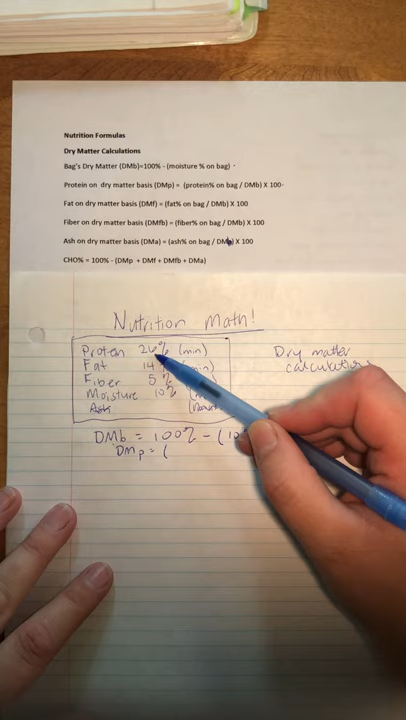 Nutrition Formulas
Dry Matter Calculations
Bag's Dry Matter (DMb)=100% - (moisture % on bag)
Protein on dry matter basis (DMp) = (protein% on bag / DMb) X 100
Fat on dry matter basis (DMf) = (fat% on bag / DMb) X 100
Fiber on dry matter basis (DMfb) = (fiber% on bag / DMb) X 100
Ash on dry matter basis (DMa) = (ash% on bag / DMb) X 100
CHO% = 100% - (DMp + DMf + DMfb + DMa)
Nutrition Math!
Protein 26% (min)
Dry matter
Fat 14
calculations
Fiber 5%
Moisture 10%
Ash
DMb = 100% - (10
DMp = (